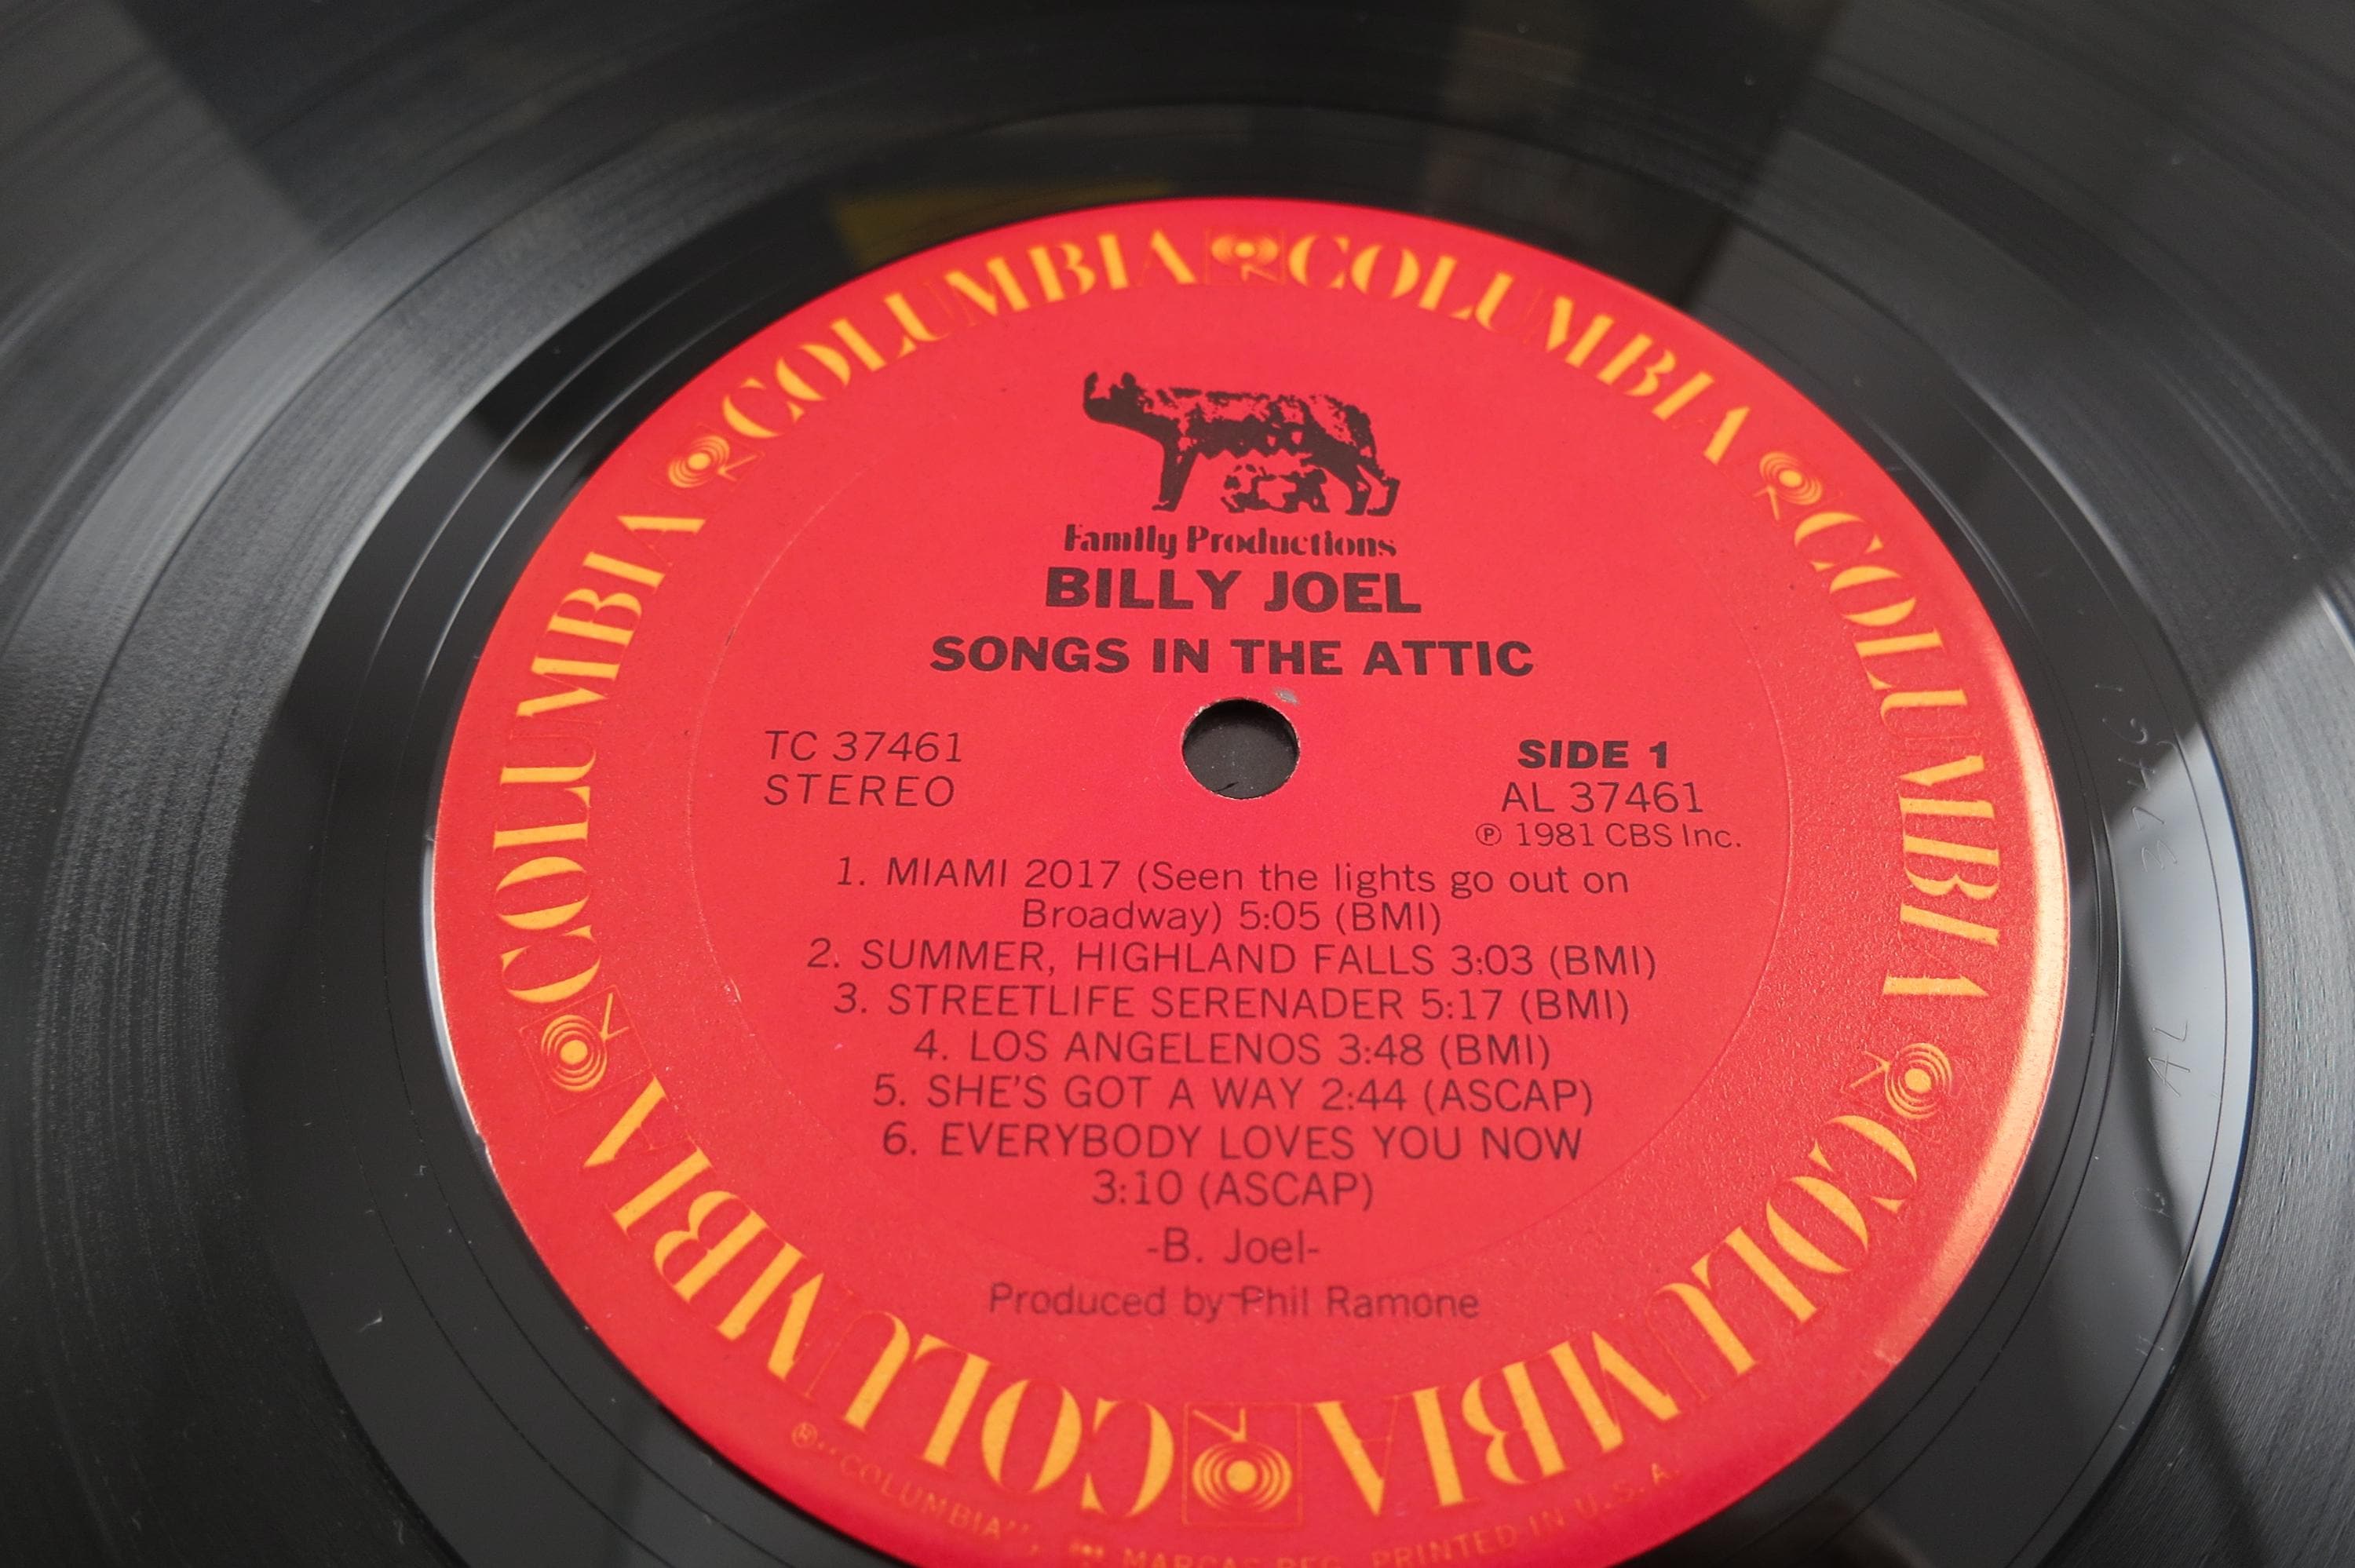 COLUMBIA COLUMBIA COLUMBIA COLUMBIA COLUMBIA COLUMBIA
Family Productions
BILLY JOEL
SONGS IN THE ATTIC
TC 37461
STEREO
SIDE 1
AL 37461
℗ 1981 CBS Inc.
1. MIAMI 2017 (Seen the lights go out on
Broadway) 5:05 (BMI)
2. SUMMER, HIGHLAND FALLS 3:03 (BMI)
3. STREETLIFE SERENADER 5:17 (BMI)
4. LOS ANGELENOS 3:48 (BMI)
5. SHE'S GOT A WAY 2:44 (ASCAP)
6. EVERYBODY LOVES YOU NOW
3:10 (ASCAP)
-B. Joel-
Produced by Phil Ramone
® "COLUMBIA", MARCAS REG. PRINTED IN U.S.A.
AL